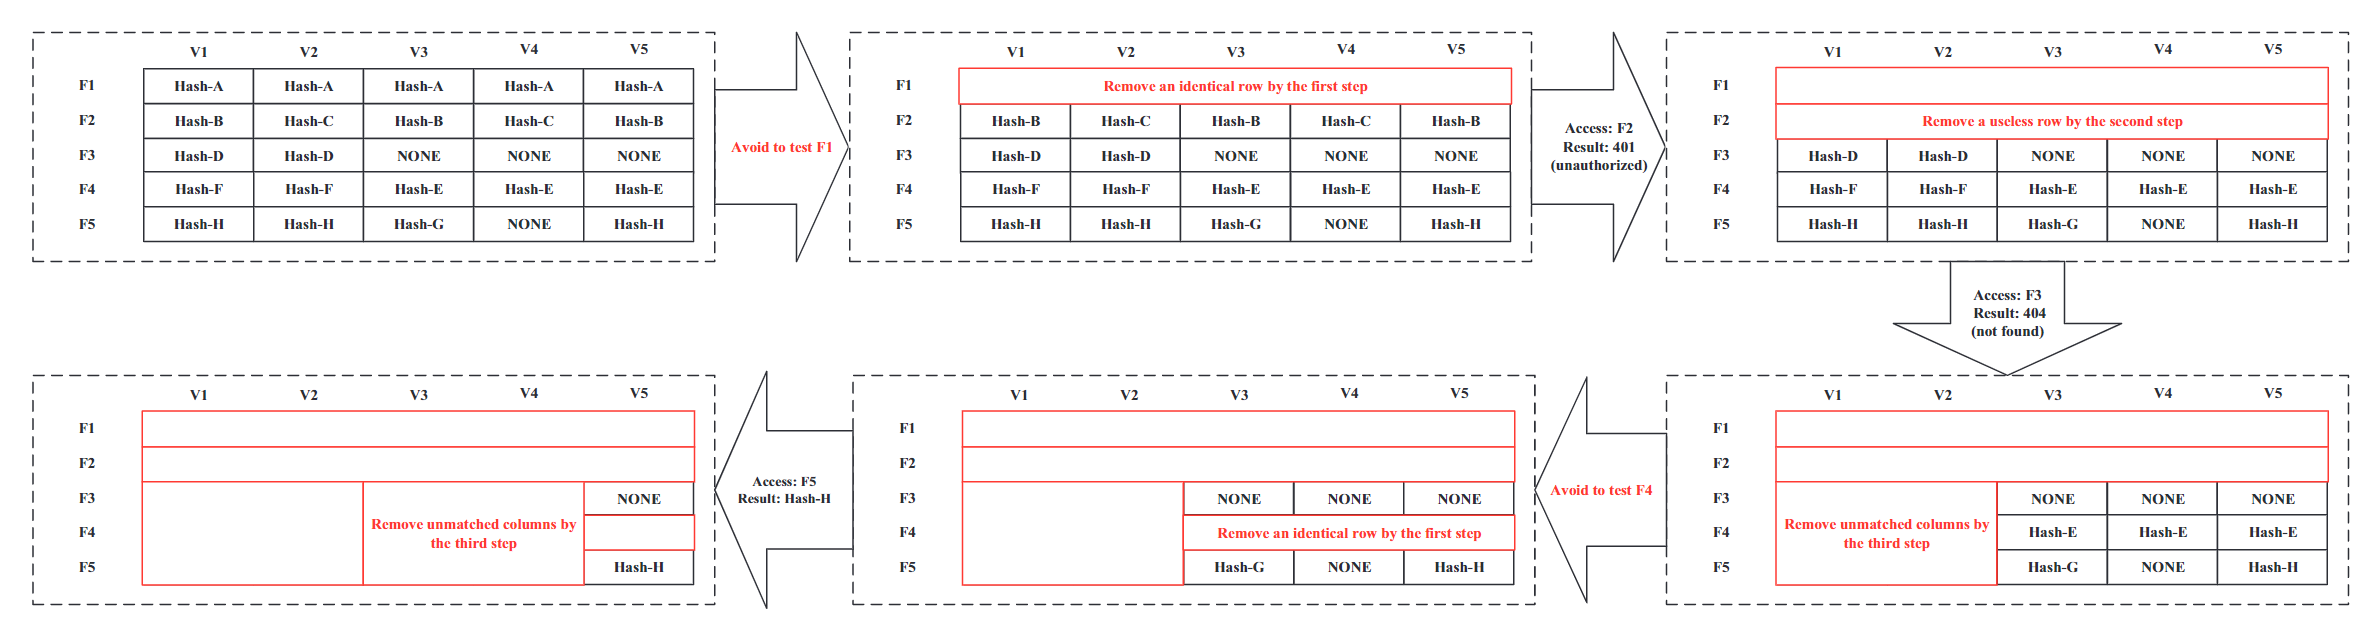 V1 V2 V3 V4 V5
F1 Hash-A Hash-A Hash-A Hash-A Hash-A
F2 Hash-B Hash-C Hash-B Hash-C Hash-B
F3 Hash-D Hash-D NONE NONE NONE
F4 Hash-F Hash-F Hash-E Hash-E Hash-E
F5 Hash-H Hash-H Hash-G NONE Hash-H
Avoid to test F1
V1 V2 V3 V4 V5
F1 Remove an identical row by the first step
F2 Hash-B Hash-C Hash-B Hash-C Hash-B
F3 Hash-D Hash-D NONE NONE NONE
F4 Hash-F Hash-F Hash-E Hash-E Hash-E
F5 Hash-H Hash-H Hash-G NONE Hash-H
Access: F2
Result: 401
(unauthorized)
V1 V2 V3 V4 V5
F1
F2 Remove a useless row by the second step
F3 Hash-D Hash-D NONE NONE NONE
F4 Hash-F Hash-F Hash-E Hash-E Hash-E
F5 Hash-H Hash-H Hash-G NONE Hash-H
Access: F3
Result: 404
(not found)
V1 V2 V3 V4 V5
F1
F2
F3 NONE NONE NONE
Remove unmatched columns by
the third step
F4 Hash-E Hash-E Hash-E
F5 Hash-G NONE Hash-H
Avoid to test F4
V1 V2 V3 V4 V5
F1
F2
F3 NONE NONE NONE
F4 Remove an identical row by the first step
F5 Hash-G NONE Hash-H
Access: F5
Result: Hash-H
V1 V2 V3 V4 V5
F1
F2
F3 NONE
Remove unmatched columns by
the third step
F4
F5 Hash-H